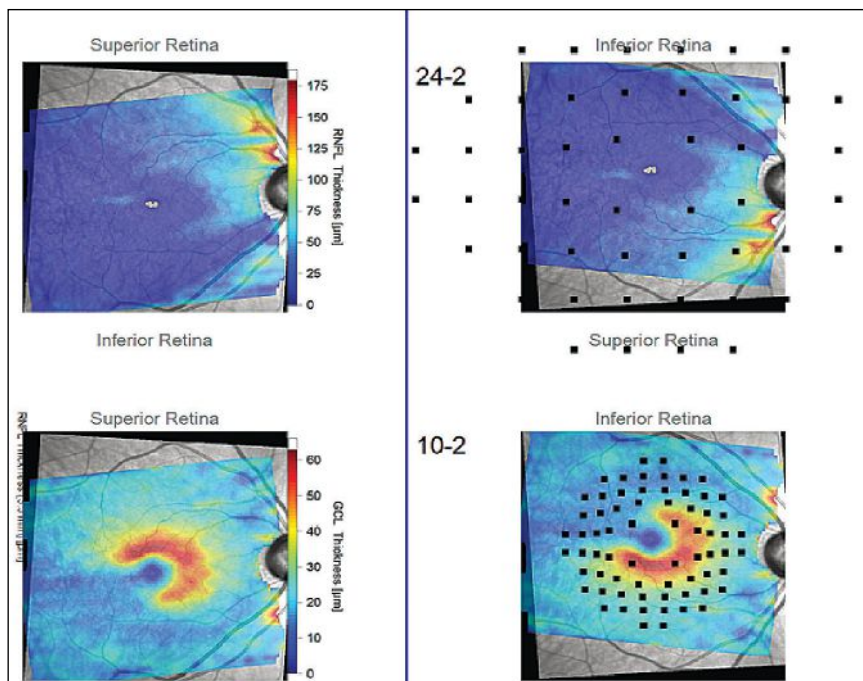 Superior Retina
175
150
125
100
75
50
25
0
RNFL Thickness [µm]
Inferior Retina
24-2
Inferior Retina
Superior Retina
Superior Retina
60
50
40
30
20
10
0
GCL Thickness [µm]
10-2
Inferior Retina